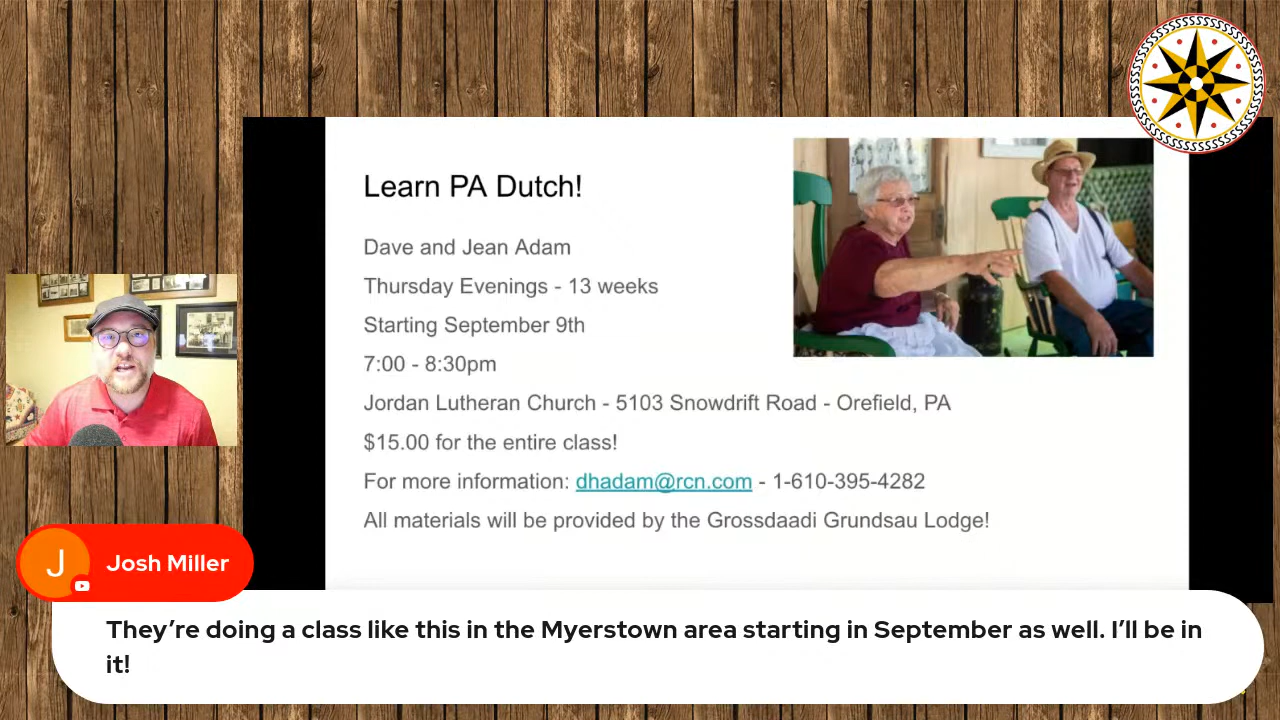 Learn PA Dutch!
Dave and Jean Adam
Thursday Evenings - 13 weeks
Starting September 9th
7:00 - 8:30pm
Jordan Lutheran Church - 5103 Snowdrift Road - Orefield, PA
$15.00 for the entire class!
For more information: dhadam@rcn.com - 1-610-395-4282
All materials will be provided by the Grossdaadi Grundsau Lodge!
J
Josh Miller
They’re doing a class like this in the Myerstown area starting in September as well. I’ll be in
it!